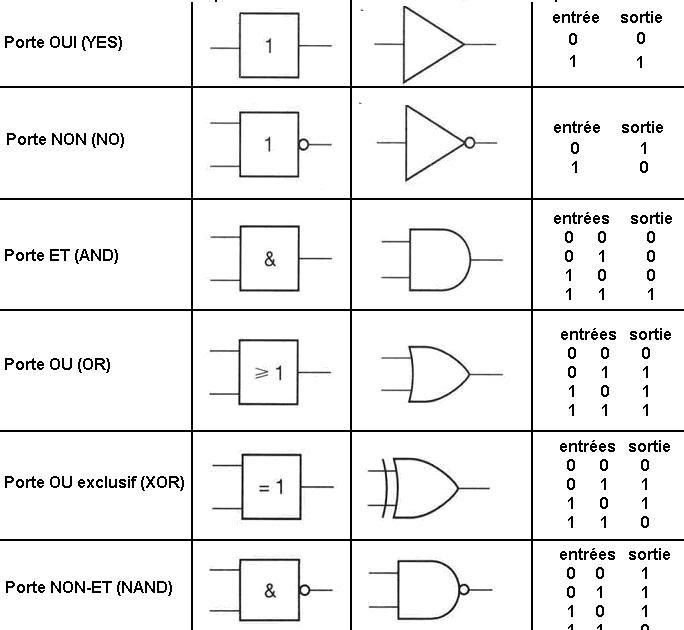 Porte OUI (YES)
1
entrée sortie
0 0
1 1
Porte NON (NO)
1
entrée sortie
0 1
1 0
Porte ET (AND)
&
entrées sortie
0 0 0
0 1 0
1 0 0
1 1 1
Porte OU (OR)
⩾ 1
entrées sortie
0 0 0
0 1 1
1 0 1
1 1 1
Porte OU exclusif (XOR)
= 1
entrées sortie
0 0 0
0 1 1
1 0 1
1 1 0
Porte NON-ET (NAND)
&
entrées sortie
0 0 1
0 1 1
1 0 1
1 1 0